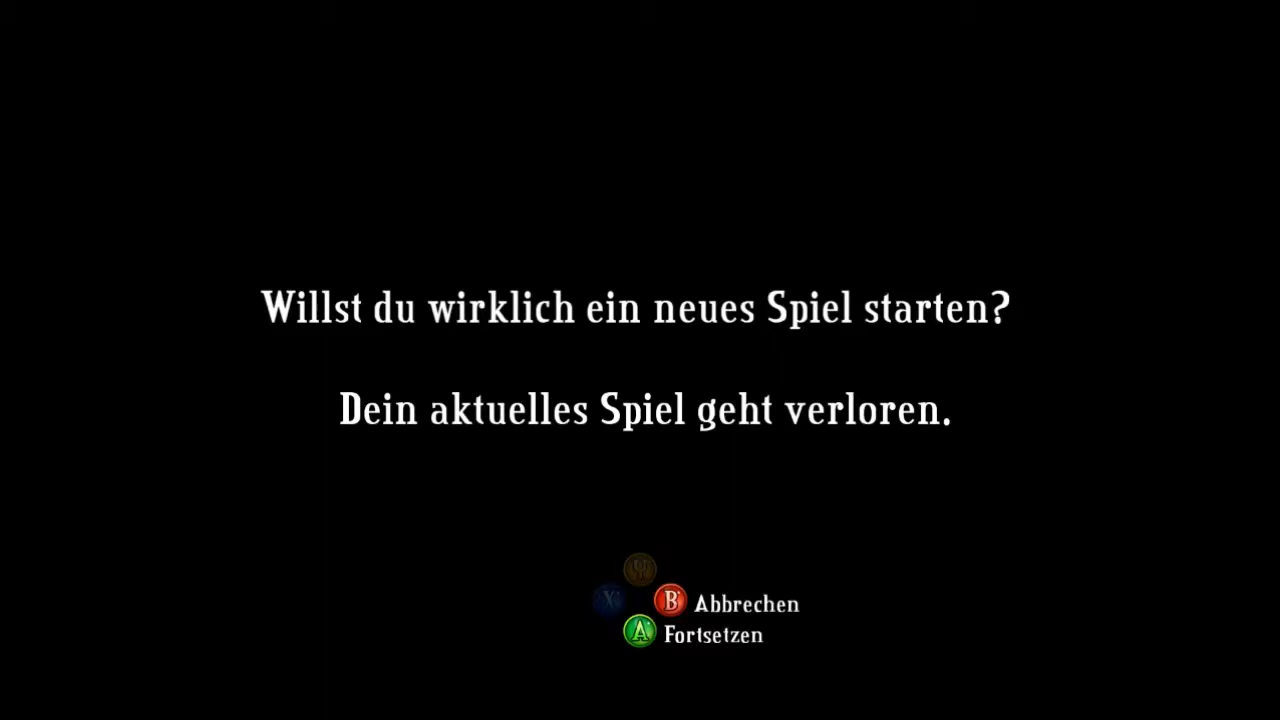 Willst du wirklich ein neues Spiel starten?
Dein aktuelles Spiel geht verloren.
Y
X
B Abbrechen
A Fortsetzen